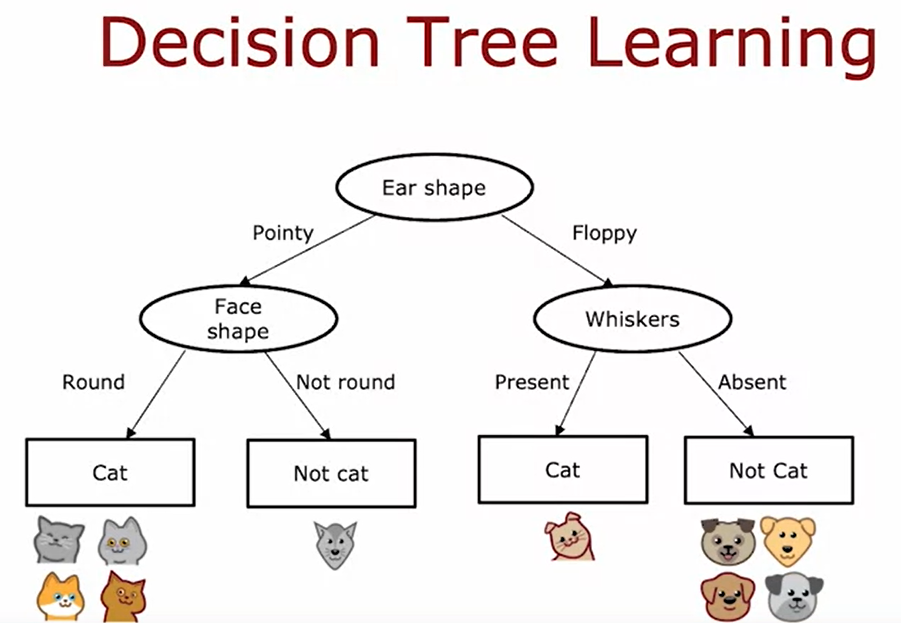 Decision Tree Learning
Ear shape
Pointy
Floppy
Face
shape
Whiskers
Round
Not round
Present
Absent
Cat
Not cat
Cat
Not Cat